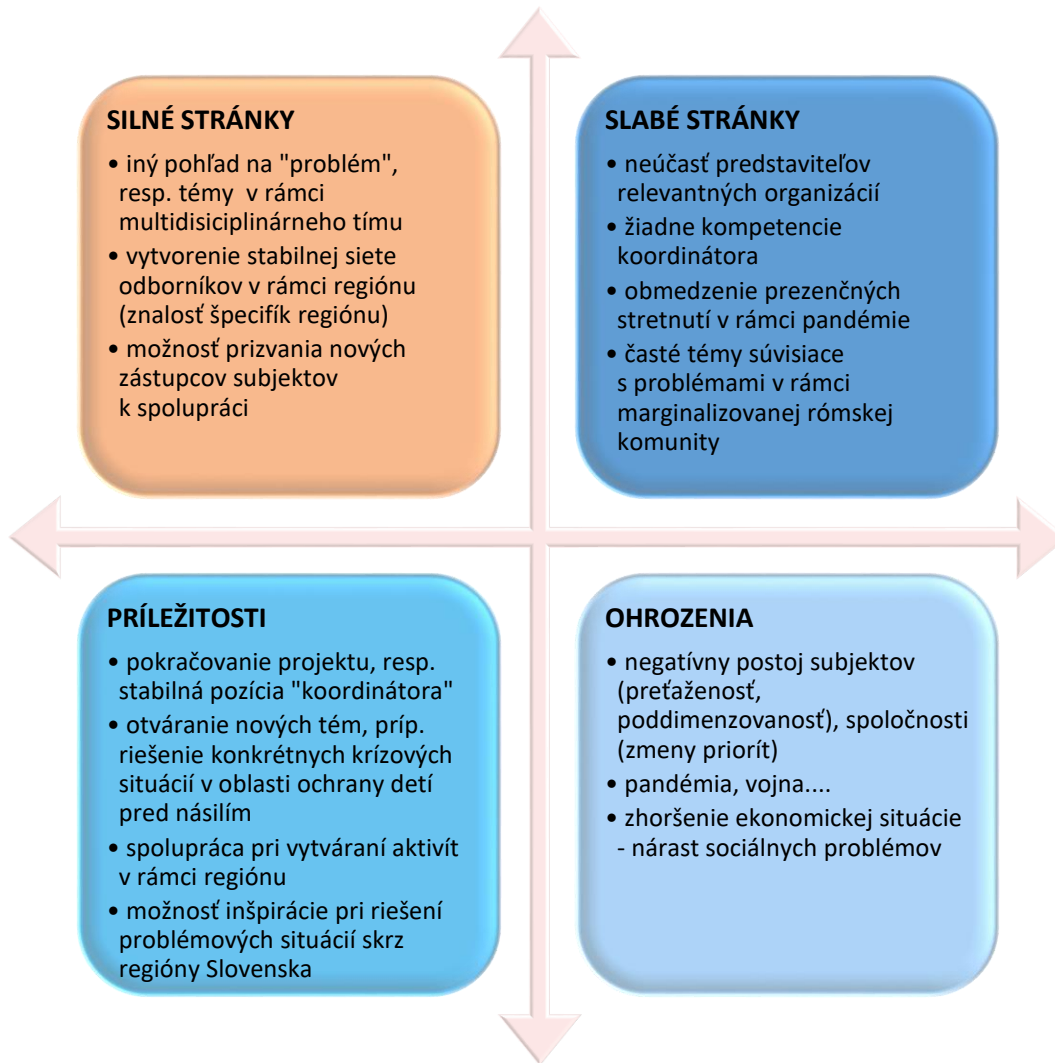 SILNÉ STRÁNKY
• iný pohľad na "problém",
resp. témy v rámci
multidisiciplinárneho tímu
• vytvorenie stabilnej siete
odborníkov v rámci regiónu
(znalosť špecifík regiónu)
• možnosť prizvania nových
zástupcov subjektov
k spolupráci
SLABÉ STRÁNKY
• neúčasť predstaviteľov
relevantných organizácií
• žiadne kompetencie
koordinátora
• obmedzenie prezenčných
stretnutí v rámci pandémie
• časté témy súvisiace
s problémami v rámci
marginalizovanej rómskej
komunity
PRÍLEŽITOSTI
• pokračovanie projektu, resp.
stabilná pozícia "koordinátora"
• otváranie nových tém, príp.
riešenie konkrétnych krízových
situácií v oblasti ochrany detí
pred násilím
• spolupráca pri vytváraní aktivít
v rámci regiónu
• možnosť inšpirácie pri riešení
problémových situácií skrz
regióny Slovenska
OHROZENIA
• negatívny postoj subjektov
(preťaženosť,
poddimenzovanosť), spoločnosti
(zmeny priorít)
• pandémia, vojna....
• zhoršenie ekonomickej situácie
- nárast sociálnych problémov